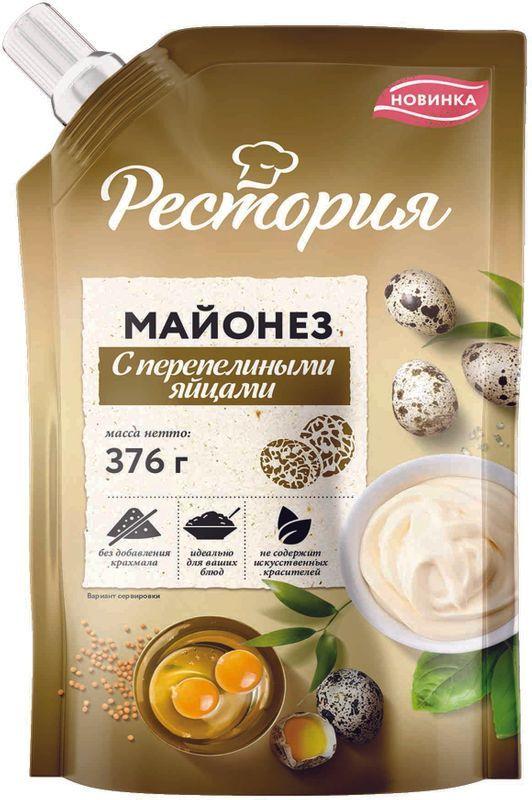 НОВИНКА
Рестория
МАЙОНЕЗ
С перепелиными
яйцами
масса нетто:
376 г
без добавления
крахмала
идеально
для ваших
блюд
не содержит
искусственных
красителей
Вариант сервировки